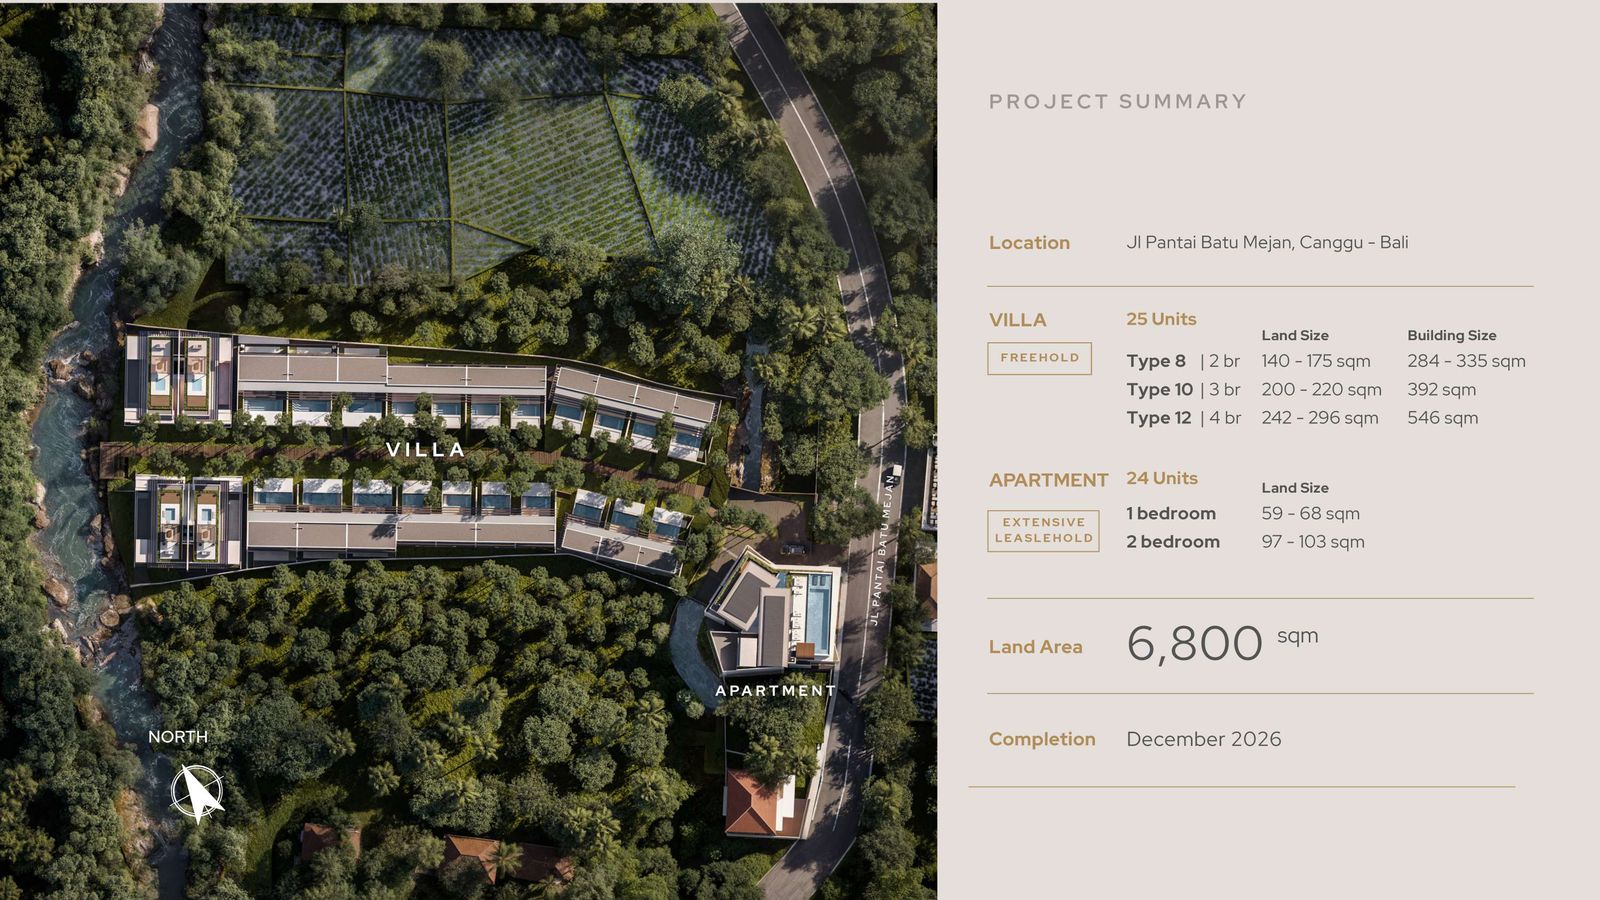 PROJECT SUMMARY
Location Jl Pantai Batu Mejan, Canggu - Bali
VILLA 25 Units
Land Size Building Size
FREEHOLD
Type 8 | 2 br 140 - 175 sqm 284 - 335 sqm
Type 10 | 3 br 200 - 220 sqm 392 sqm
Type 12 | 4 br 242 - 296 sqm 546 sqm
APARTMENT 24 Units
Land Size
EXTENSIVE
LEASLEHOLD
1 bedroom 59 - 68 sqm
2 bedroom 97 - 103 sqm
Land Area 6,800 sqm
Completion December 2026
VILLA
JL PANTAI BATU MEJAN
APARTMENT
NORTH